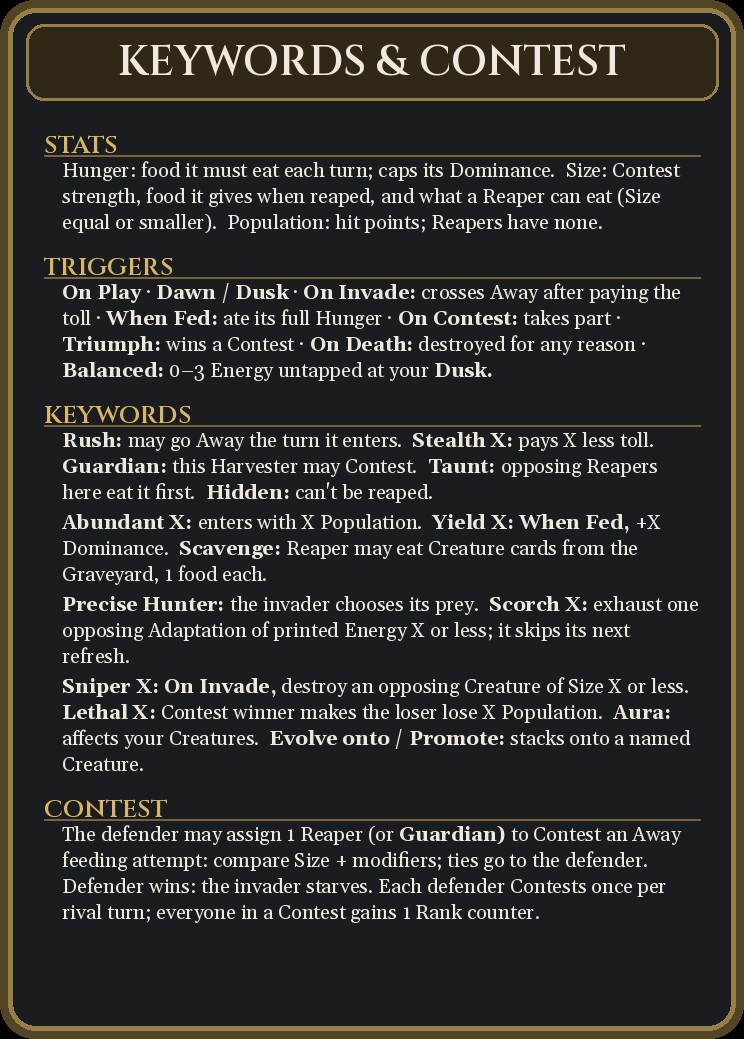 KEYWORDS & CONTEST
STATS
Hunger: food it must eat each turn; caps its Dominance. Size: Contest
strength, food it gives when reaped, and what a Reaper can eat (Size
equal or smaller). Population: hit points; Reapers have none.
TRIGGERS
On Play · Dawn / Dusk · On Invade: crosses Away after paying the
toll · When Fed: ate its full Hunger · On Contest: takes part ·
Triumph: wins a Contest · On Death: destroyed for any reason ·
Balanced: 0–3 Energy untapped at your Dusk.
KEYWORDS
Rush: may go Away the turn it enters. Stealth X: pays X less toll.
Guardian: this Harvester may Contest. Taunt: opposing Reapers
here eat it first. Hidden: can't be reaped.
Abundant X: enters with X Population. Yield X: When Fed, +X
Dominance. Scavenge: Reaper may eat Creature cards from the
Graveyard, 1 food each.
Precise Hunter: the invader chooses its prey. Scorch X: exhaust one
opposing Adaptation of printed Energy X or less; it skips its next
refresh.
Sniper X: On Invade, destroy an opposing Creature of Size X or less.
Lethal X: Contest winner makes the loser lose X Population. Aura:
affects your Creatures. Evolve onto / Promote: stacks onto a named
Creature.
CONTEST
The defender may assign 1 Reaper (or Guardian) to Contest an Away
feeding attempt: compare Size + modifiers; ties go to the defender.
Defender wins: the invader starves. Each defender Contests once per
rival turn; everyone in a Contest gains 1 Rank counter.